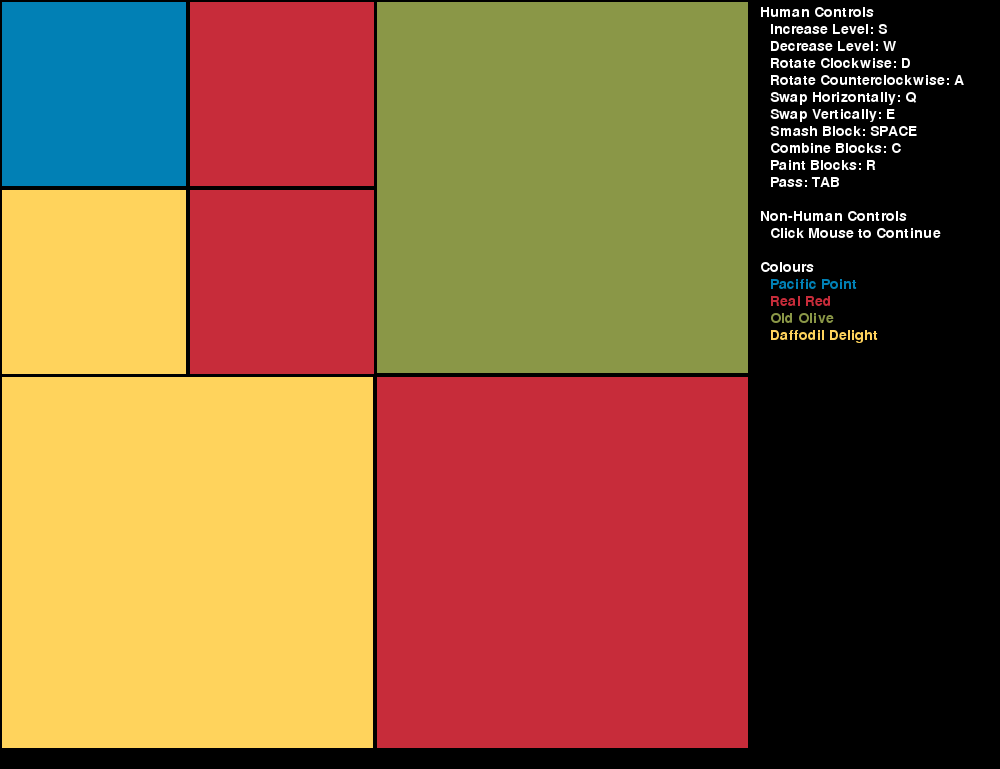 Human Controls
Increase Level: S
Decrease Level: W
Rotate Clockwise: D
Rotate Counterclockwise: A
Swap Horizontally: Q
Swap Vertically: E
Smash Block: SPACE
Combine Blocks: C
Paint Blocks: R
Pass: TAB
Non-Human Controls
Click Mouse to Continue
Colours
Pacific Point
Real Red
Old Olive
Daffodil Delight